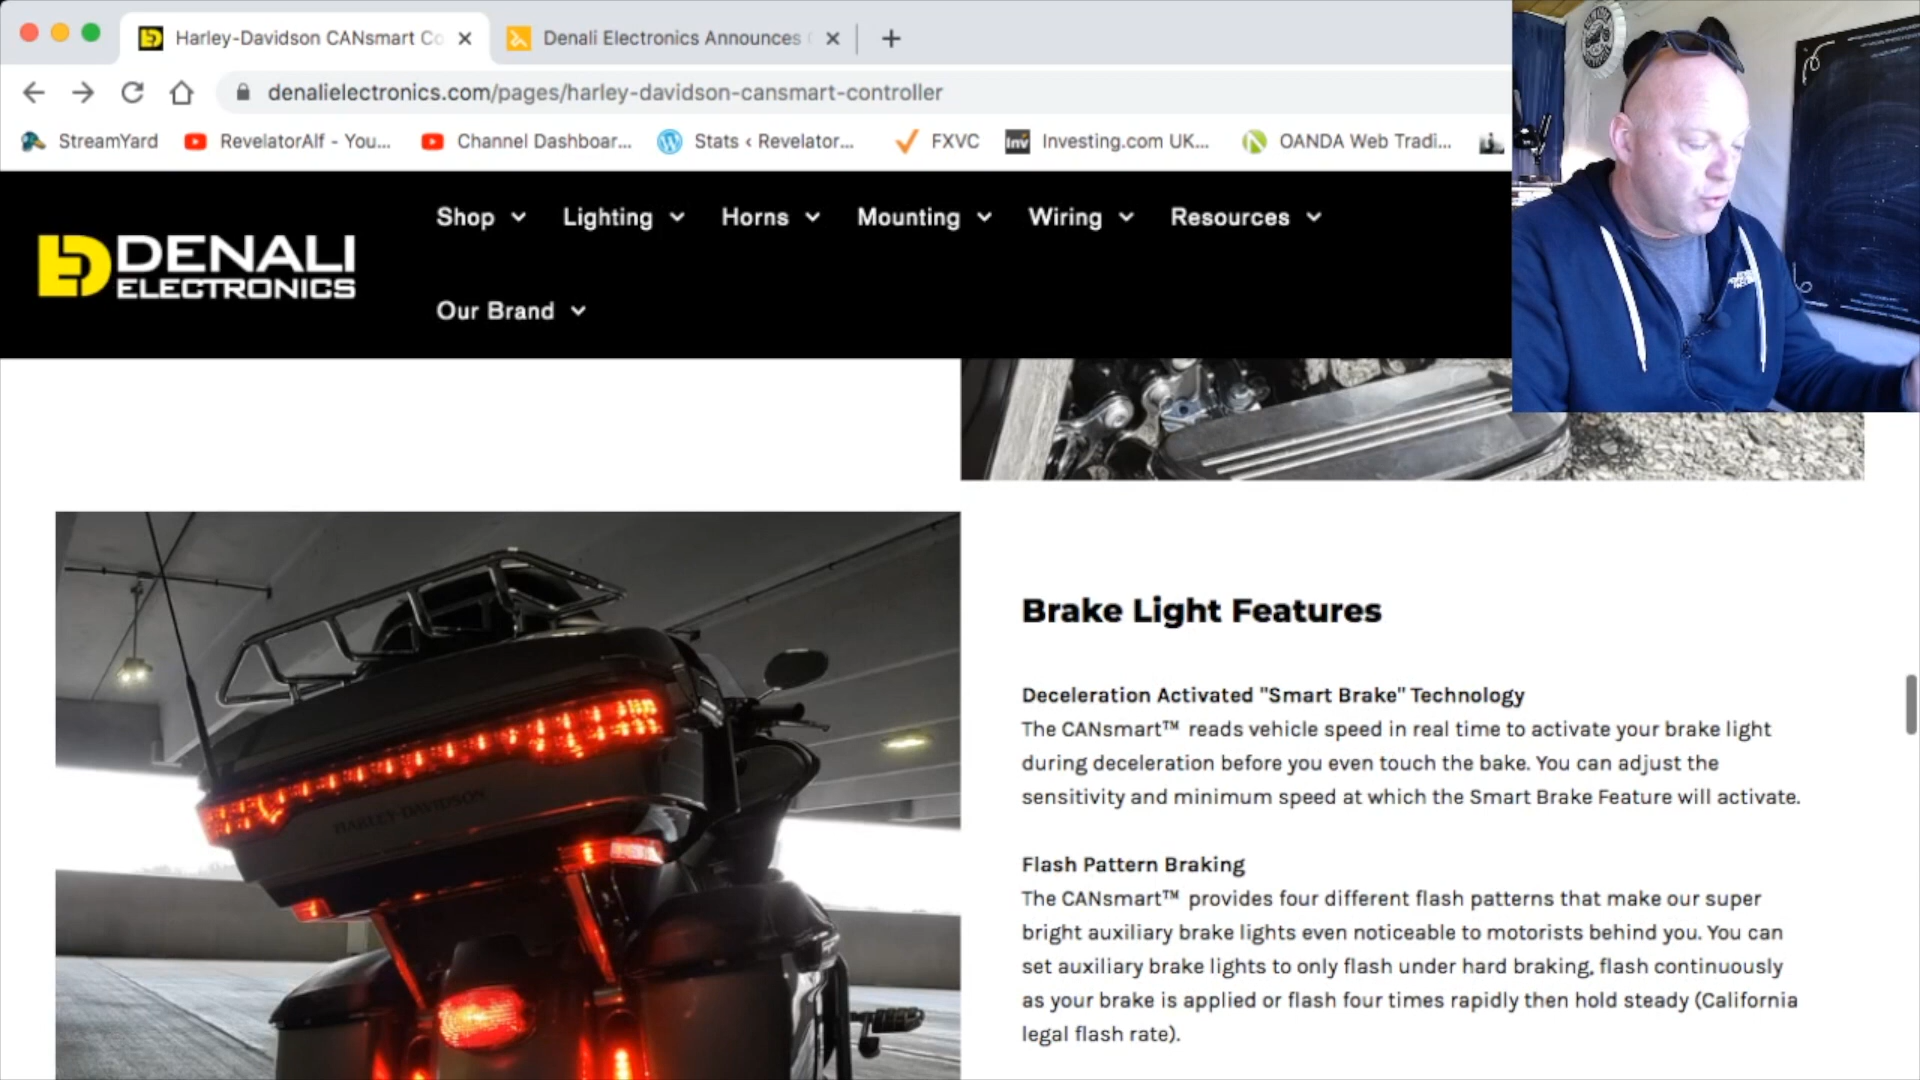 Harley-Davidson CANsmart Co
Denali Electronics Announces
denalielectronics.com/pages/harley-davidson-cansmart-controller
StreamYard
RevelatorAlf - You...
Channel Dashboar...
Stats ‹ Revelator...
FXVC
Inv
Investing.com UK...
OANDA Web Tradi...
DENALI
ELECTRONICS
Shop
Lighting
Horns
Mounting
Wiring
Resources
Our Brand
HARLEY-DAVIDSON
Brake Light Features
Deceleration Activated "Smart Brake" Technology
The CANsmart™ reads vehicle speed in real time to activate your brake light
during deceleration before you even touch the bake. You can adjust the
sensitivity and minimum speed at which the Smart Brake Feature will activate.
Flash Pattern Braking
The CANsmart™ provides four different flash patterns that make our super
bright auxiliary brake lights even noticeable to motorists behind you. You can
set auxiliary brake lights to only flash under hard braking, flash continuously
as your brake is applied or flash four times rapidly then hold steady (California
legal flash rate).